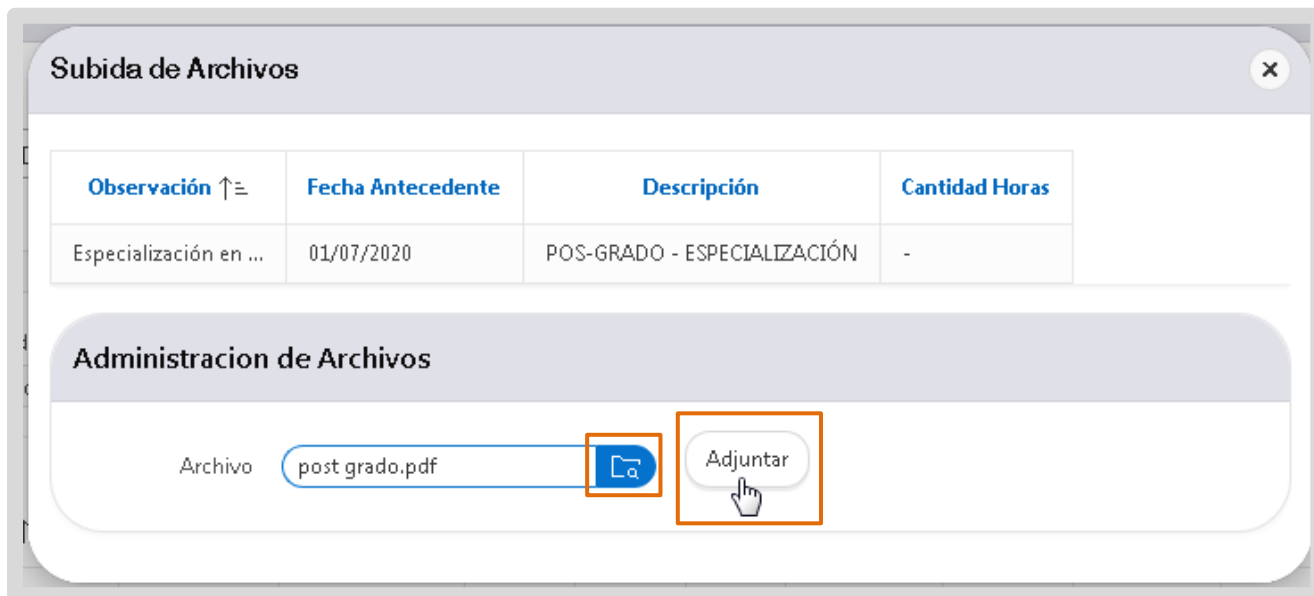 Subida de Archivos
Observación Fecha Antecedente Descripción Cantidad Horas
Especialización en ... 01/07/2020 POS-GRADO - ESPECIALIZACIÓN -
Administracion de Archivos
Archivo post grado.pdf Adjuntar